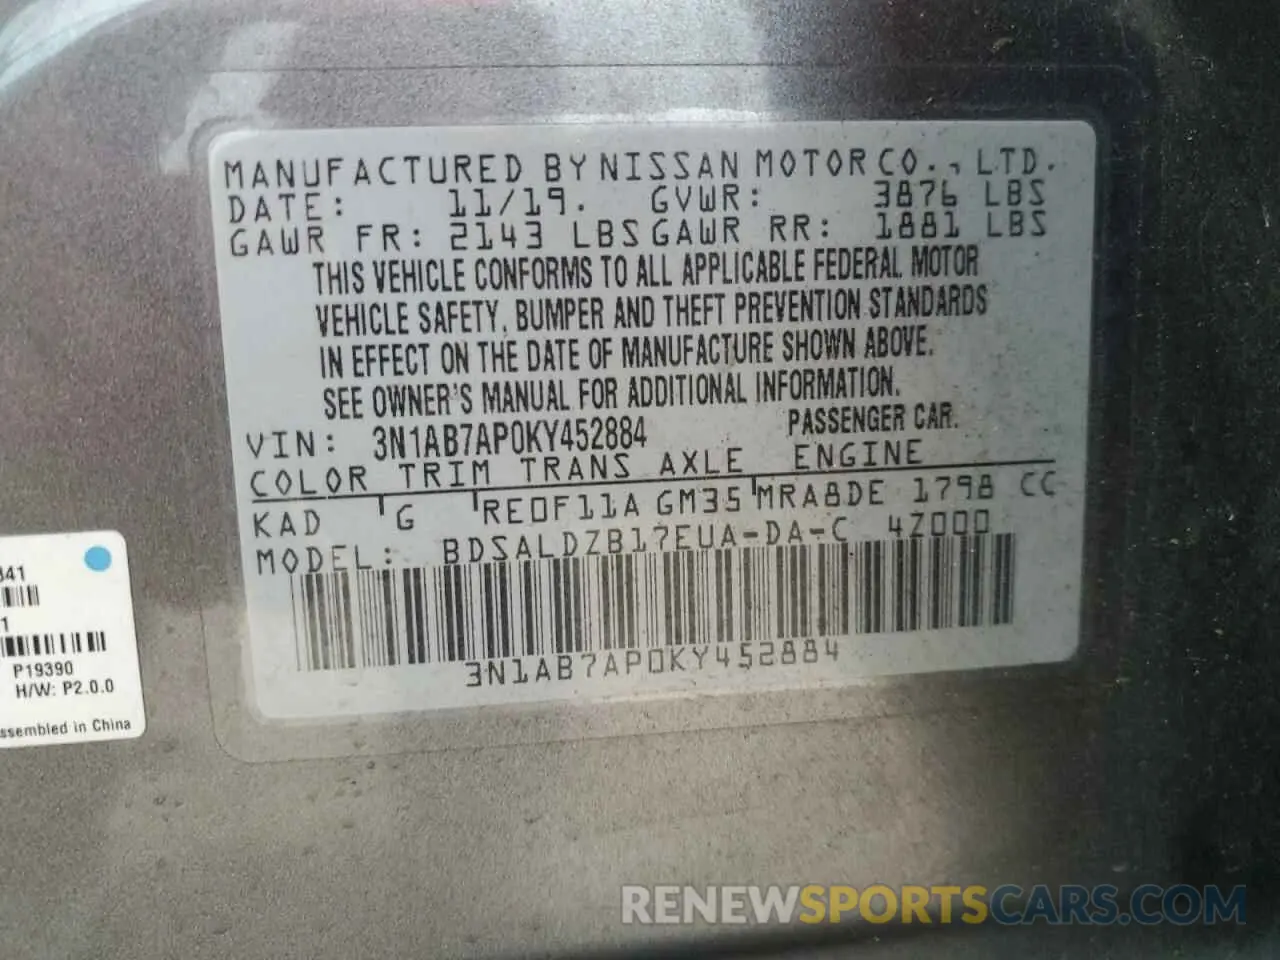 MANUFACTURED BY NISSAN MOTOR CO., LTD.
DATE: 11/19. GVWR: 3876 LBS
GAWR FR: 2143 LBS GAWR RR: 1881 LBS
THIS VEHICLE CONFORMS TO ALL APPLICABLE FEDERAL MOTOR
VEHICLE SAFETY, BUMPER AND THEFT PREVENTION STANDARDS
IN EFFECT ON THE DATE OF MANUFACTURE SHOWN ABOVE.
SEE OWNER'S MANUAL FOR ADDITIONAL INFORMATION.
VIN: 3N1AB7AP0KY452884 PASSENGER CAR.
COLOR TRIM TRANS AXLE ENGINE
KAD G RE0F11A GM35 MRA8DE 1798 CC
MODEL: BDSALDZB17EUA-DA-C 4Z000
3N1AB7AP0KY452884
841
1
P19390
H/W: P2.0.0
ssembled in China
RENEWSPORTSCARS.COM